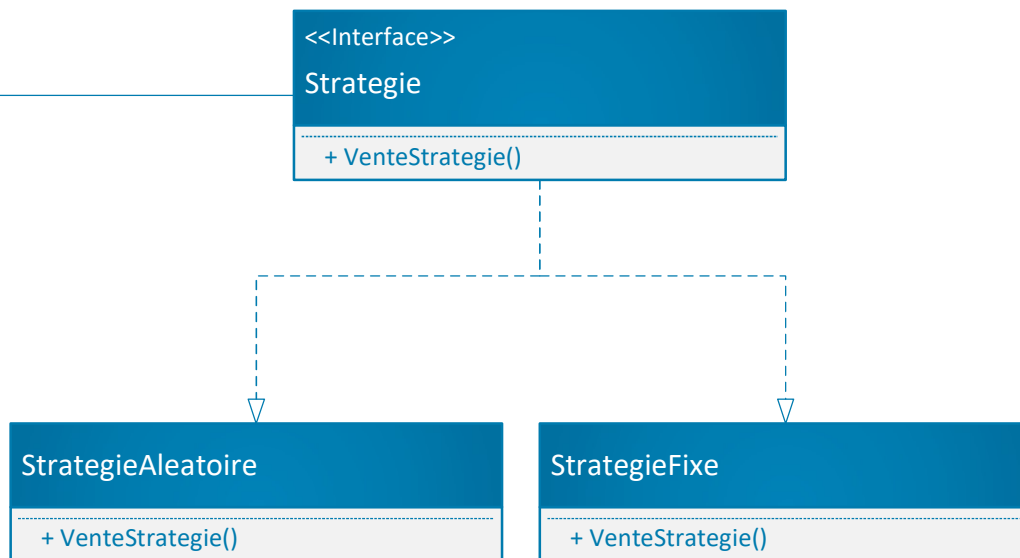 <<Interface>>
Strategie
+ VenteStrategie()
StrategieAleatoire
+ VenteStrategie()
StrategieFixe
+ VenteStrategie()